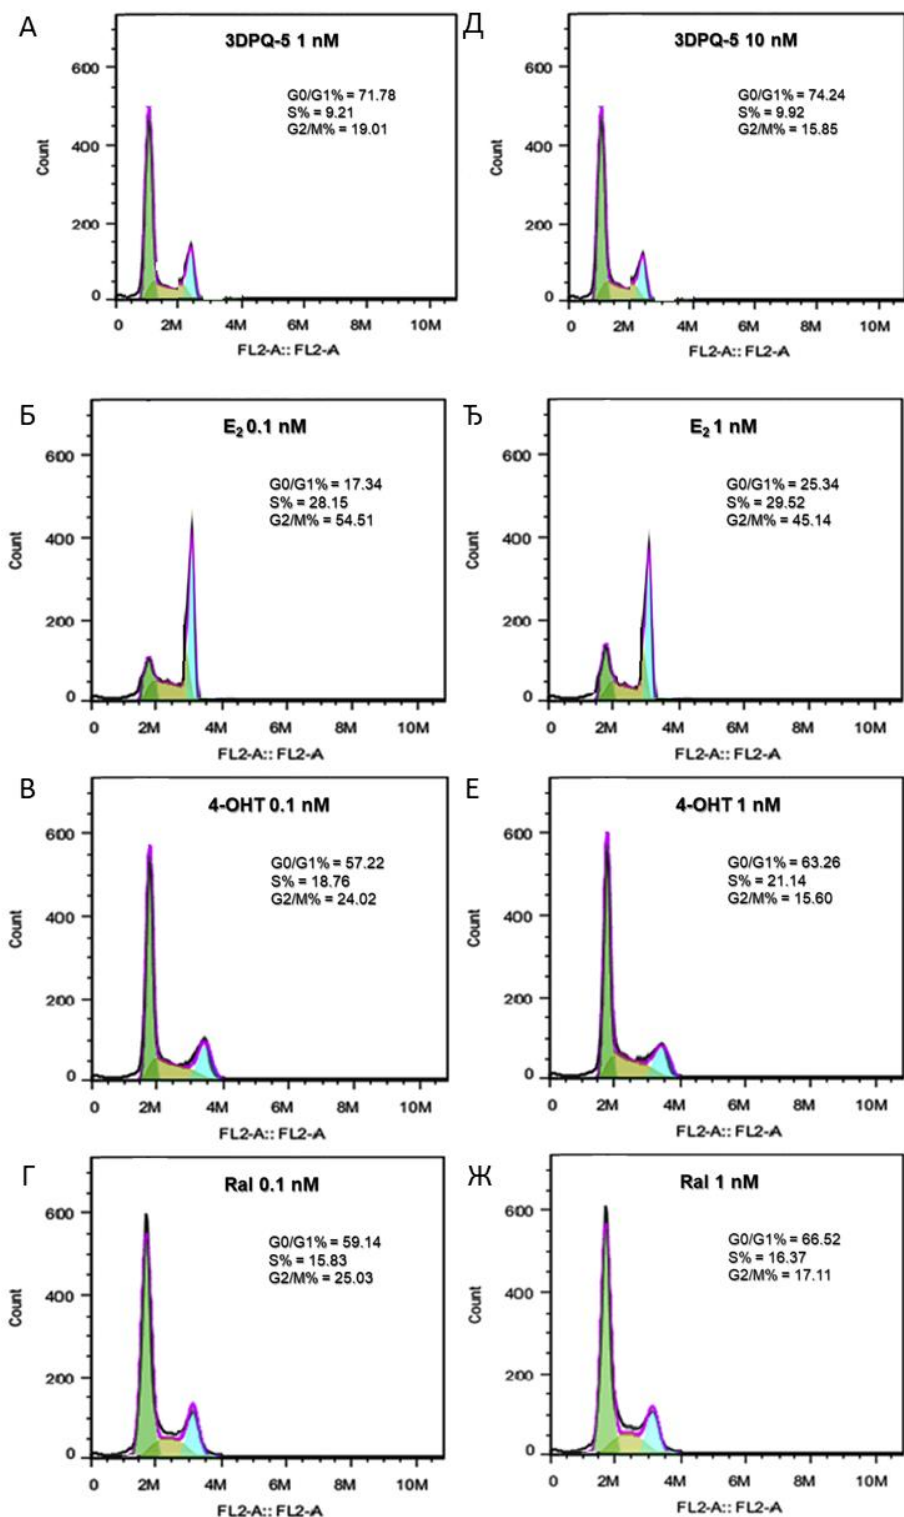 А
3DPQ-5 1 nM
G0/G1% = 71.78
S% = 9.21
G2/M% = 19.01
Count
600
400
200
0
0 2M 4M 6M 8M 10M
FL2-A:: FL2-A
Д
3DPQ-5 10 nM
G0/G1% = 74.24
S% = 9.92
G2/M% = 15.85
Count
600
400
200
0
0 2M 4M 6M 8M 10M
FL2-A:: FL2-A
Б
E₂ 0.1 nM
G0/G1% = 17.34
S% = 28.15
G2/M% = 54.51
Count
600
400
200
0
0 2M 4M 6M 8M 10M
FL2-A:: FL2-A
Ђ
E₂ 1 nM
G0/G1% = 25.34
S% = 29.52
G2/M% = 45.14
Count
600
400
200
0
0 2M 4M 6M 8M 10M
FL2-A:: FL2-A
В
4-OHT 0.1 nM
G0/G1% = 57.22
S% = 18.76
G2/M% = 24.02
Count
600
400
200
0
0 2M 4M 6M 8M 10M
FL2-A:: FL2-A
Е
4-OHT 1 nM
G0/G1% = 63.26
S% = 21.14
G2/M% = 15.60
Count
600
400
200
0
0 2M 4M 6M 8M 10M
FL2-A:: FL2-A
Г
Ral 0.1 nM
G0/G1% = 59.14
S% = 15.83
G2/M% = 25.03
Count
600
400
200
0
0 2M 4M 6M 8M 10M
FL2-A:: FL2-A
Ж
Ral 1 nM
G0/G1% = 66.52
S% = 16.37
G2/M% = 17.11
Count
600
400
200
0
0 2M 4M 6M 8M 10M
FL2-A:: FL2-A